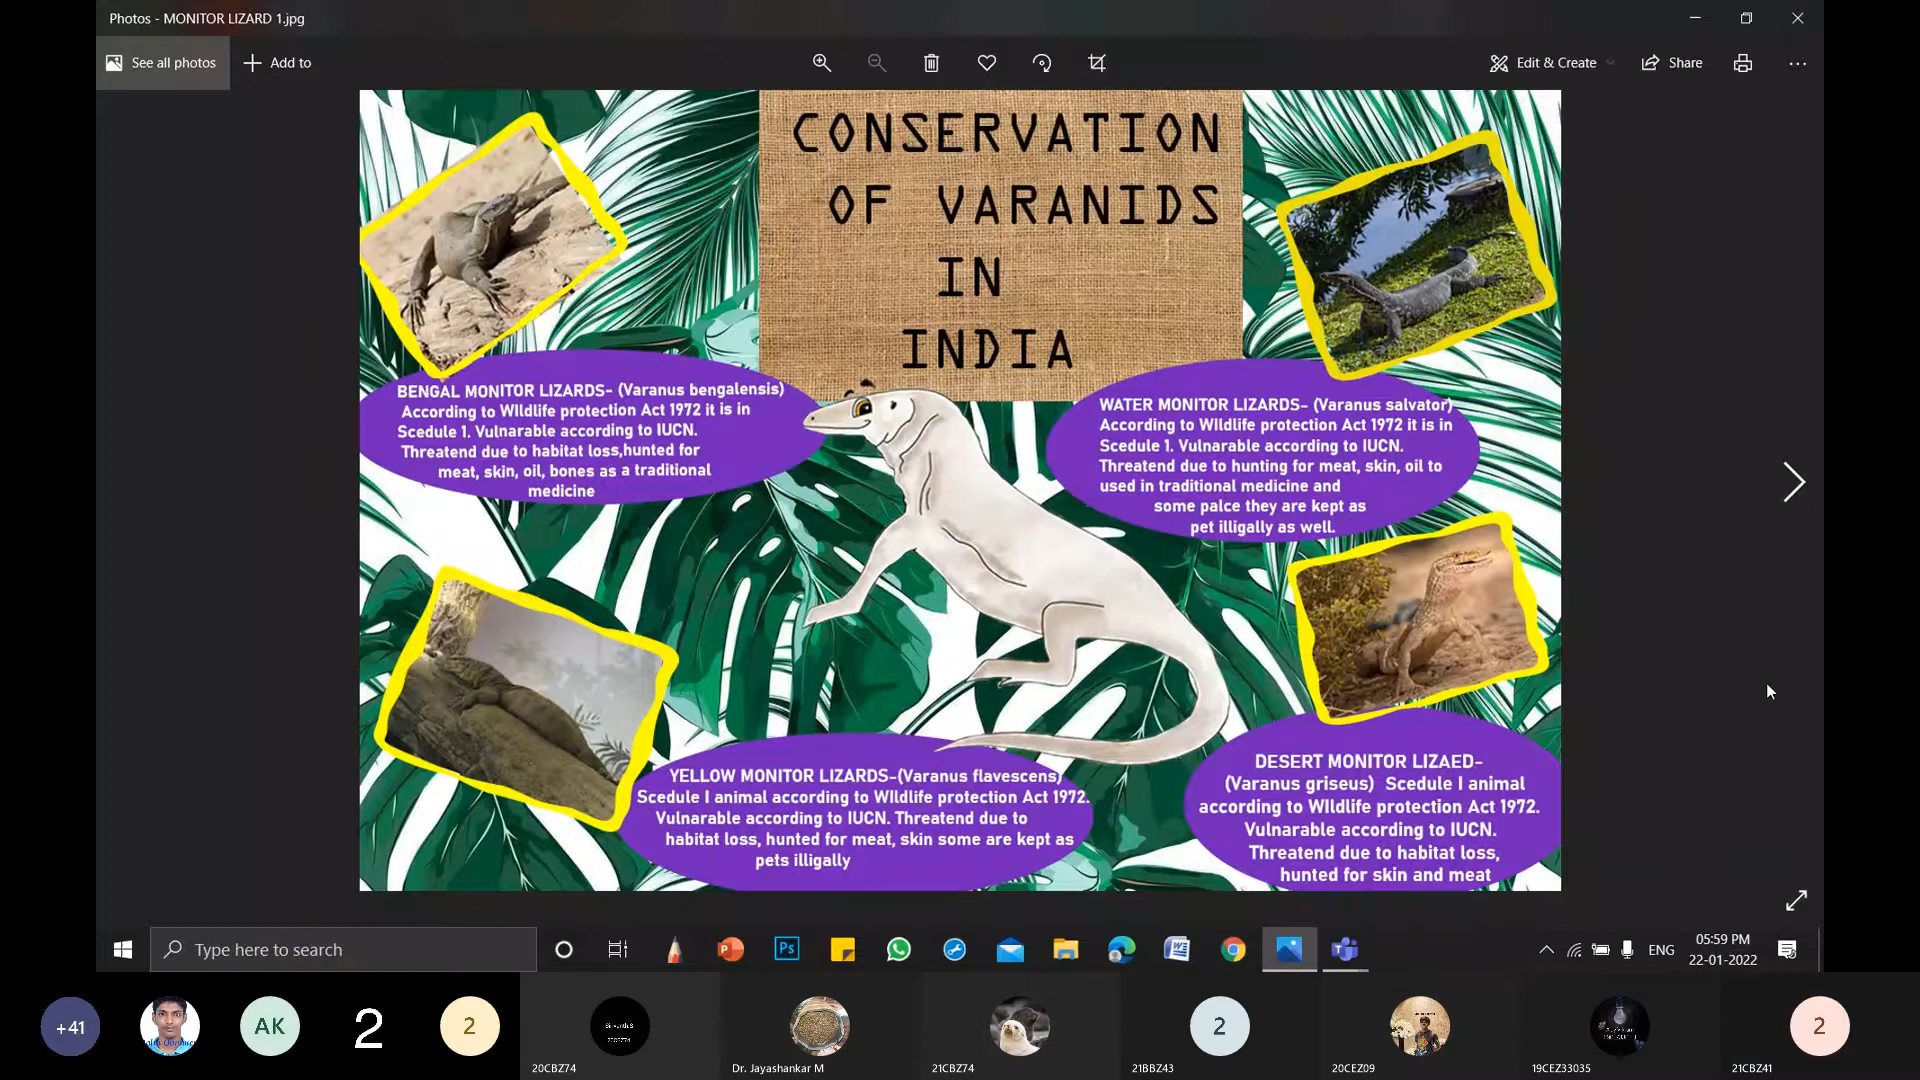 Photos - MONITOR LIZARD 1.jpg
See all photos
Add to
Edit & Create
Share
CONSERVATION
OF VARANIDS
IN
INDIA
BENGAL MONITOR LIZARDS- (Varanus bengalensis)
According to WIldlife protection Act 1972 it is in
Scedule 1. Vulnarable according to IUCN.
Threatend due to habitat loss,hunted for
meat, skin, oil, bones as a traditional
medicine
WATER MONITOR LIZARDS- (Varanus salvator)
According to WIldlife protection Act 1972 it is in
Scedule 1. Vulnarable according to IUCN.
Threatend due to hunting for meat, skin, oil to
used in traditional medicine and
some palce they are kept as
pet illigally as well.
YELLOW MONITOR LIZARDS-(Varanus flavescens)
Scedule I animal according to WIldlife protection Act 1972.
Vulnarable according to IUCN. Threatend due to
habitat loss, hunted for meat, skin some are kept as
pets illigally
DESERT MONITOR LIZAED-
(Varanus griseus) Scedule I animal
according to WIldlife protection Act 1972.
Vulnarable according to IUCN.
Threatend due to habitat loss,
hunted for skin and meat
Type here to search
Ps
ENG
05:59 PM
22-01-2022
+41
AK
2
2
2
2
20CBZ74
Dr. Jayashankar M
21CBZ74
21BBZ43
20CEZ09
19CEZ33035
21CBZ41